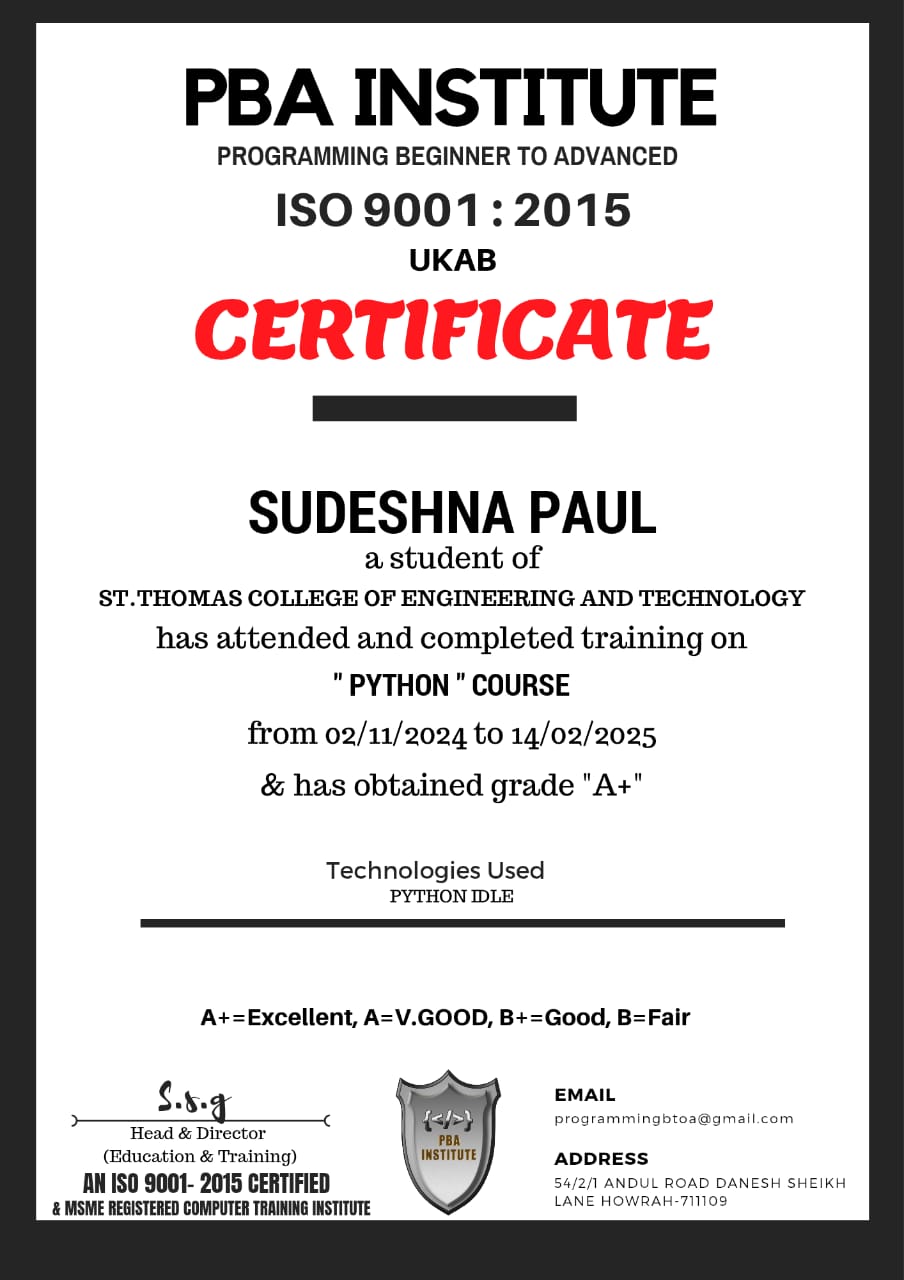 PBA INSTITUTE
PROGRAMMING BEGINNER TO ADVANCED
ISO 9001 : 2015
UKAB
CERTIFICATE
SUDESHNA PAUL
a student of
ST.THOMAS COLLEGE OF ENGINEERING AND TECHNOLOGY
has attended and completed training on
" PYTHON " COURSE
from 02/11/2024 to 14/02/2025
& has obtained grade "A+"
Technologies Used
PYTHON IDLE
A+=Excellent, A=V.GOOD, B+=Good, B=Fair
S.s.g
Head & Director
(Education & Training)
AN ISO 9001- 2015 CERTIFIED
& MSME REGISTERED COMPUTER TRAINING INSTITUTE
{</>}
PBA
INSTITUTE
EMAIL
programmingbtoa@gmail.com
ADDRESS
54/2/1 ANDUL ROAD DANESH SHEIKH
LANE HOWRAH-711109